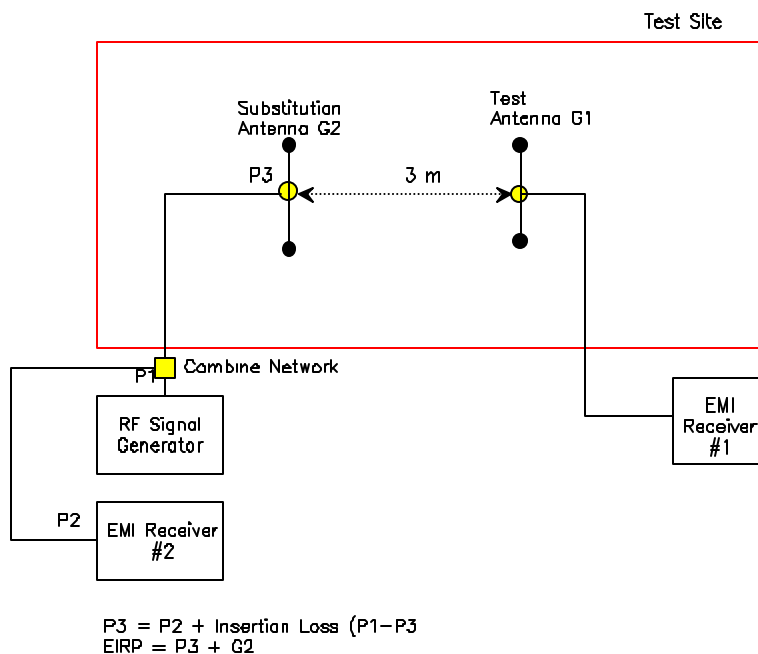 Test Site
Substitution
Antenna G2
Test
Antenna G1
P3
3 m
P1
Combine Network
RF Signal
Generator
EMI
Receiver
#1
P2
EMI Receiver
#2
P3 = P2 + Insertion Loss (P1-P3
EIRP = P3 + G2